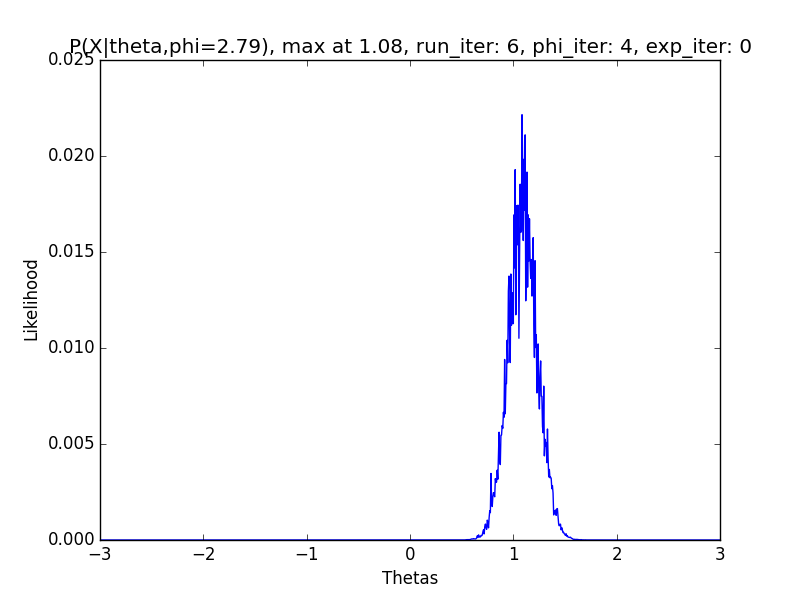 P(X|theta,phi=2.79), max at 1.08, run_iter: 6, phi_iter: 4, exp_iter: 0
0.025
0.020
0.015
0.010
0.005
0.000
Likelihood
−3 −2 −1 0 1 2 3
Thetas